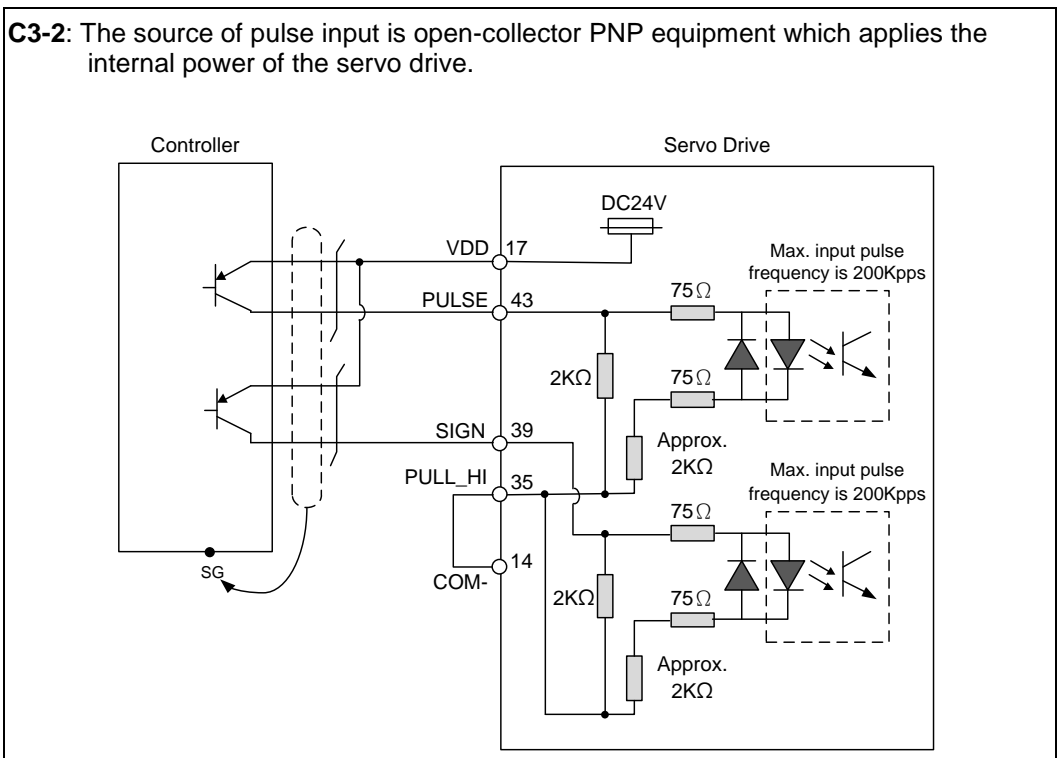 C3-2: The source of pulse input is open-collector PNP equipment which applies the
internal power of the servo drive.
Controller
Servo Drive
DC24V
VDD 17
Max. input pulse
frequency is 200Kpps
PULSE 43
75Ω
2KΩ
75Ω
SIGN 39
Approx.
2KΩ
PULL_HI 35
Max. input pulse
frequency is 200Kpps
75Ω
14
COM-
SG
2KΩ
75Ω
Approx.
2KΩ